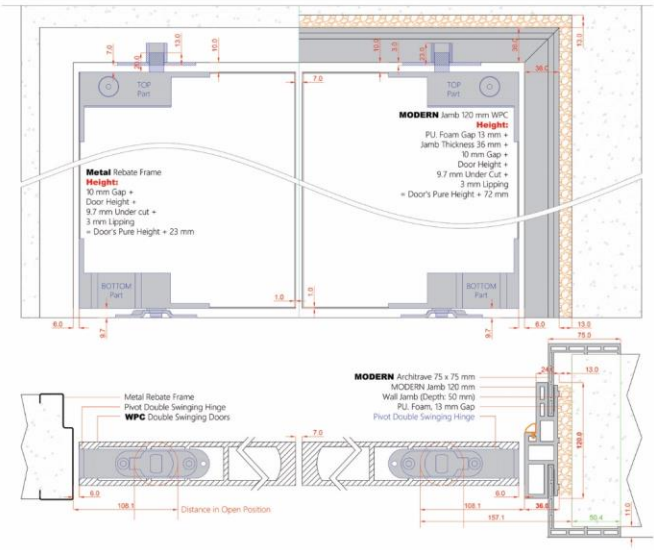 7.0
20.0
13.0
10.0
10.0
3.0
23.0
30.0
13.0
36.0
TOP
Part
7.0
TOP
Part
MODERN Jamb 120 mm WPC
Height:
PU. Foam Gap 13 mm +
Jamb Thickness 36 mm +
10 mm Gap +
Door Height +
9.7 mm Under Cut +
3 mm Lipping
= Door's Pure Height + 72 mm
Metal Rebate Frame
Height:
10 mm Gap +
Door Height +
9.7 mm Under cut +
3 mm Lipping
= Door's Pure Height + 23 mm
BOTTOM
Part
1.0
1.0
BOTTOM
Part
6.0
9.7
9.7
6.0
13.0
75.0
MODERN Architrave 75 x 75 mm
MODERN Jamb 120 mm
Wall Jamb (Depth: 50 mm)
PU. Foam, 13 mm Gap
Pivot Double Swinging Hinge
13.0
Metal Rebate Frame
Pivot Double Swinging Hinge
WPC Double Swinging Doors
7.0
120.0
6.0
6.0
108.1
Distance in Open Position
108.1
36.0
157.1
50.4
11.0